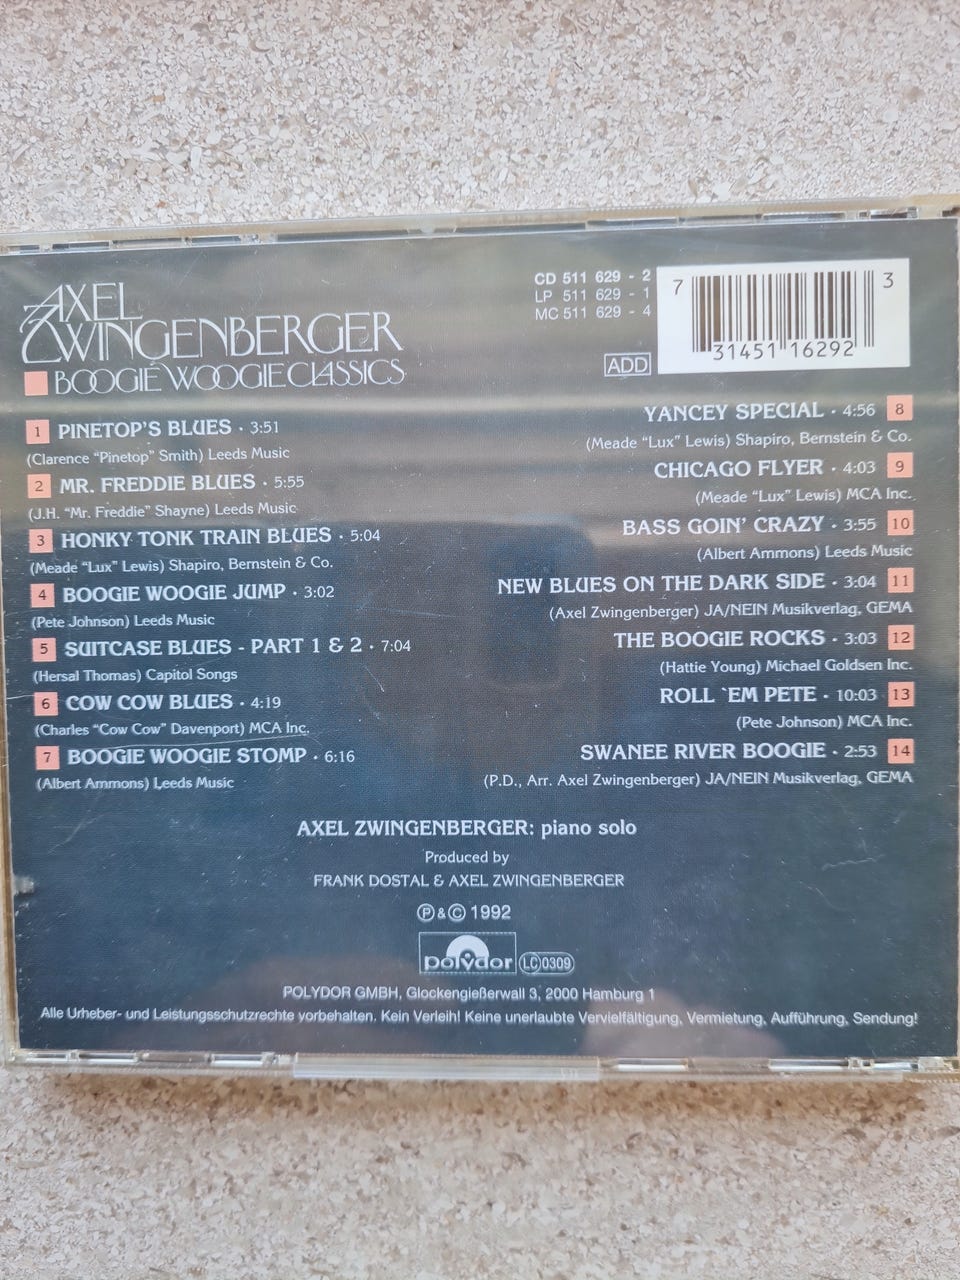 AXEL
ZWINGENBERGER
BOOGIE WOOGIE CLASSICS
CD 511 629 - 2
LP 511 629 - 1
MC 511 629 - 4
ADD
7 31451 16292 3
1 PINETOP'S BLUES · 3:51
(Clarence "Pinetop" Smith) Leeds Music
2 MR. FREDDIE BLUES · 5:55
(J.H. "Mr. Freddie" Shayne) Leeds Music
3 HONKY TONK TRAIN BLUES · 5:04
(Meade "Lux" Lewis) Shapiro, Bernstein & Co.
4 BOOGIE WOOGIE JUMP · 3:02
(Pete Johnson) Leeds Music
5 SUITCASE BLUES - PART 1 & 2 · 7:04
(Hersal Thomas) Capitol Songs
6 COW COW BLUES · 4:19
(Charles "Cow Cow" Davenport) MCA Inc.
7 BOOGIE WOOGIE STOMP · 6:16
(Albert Ammons) Leeds Music
YANCEY SPECIAL · 4:56 8
(Meade "Lux" Lewis) Shapiro, Bernstein & Co.
CHICAGO FLYER · 4:03 9
(Meade "Lux" Lewis) MCA Inc.
BASS GOIN' CRAZY · 3:55 10
(Albert Ammons) Leeds Music
NEW BLUES ON THE DARK SIDE · 3:04 11
(Axel Zwingenberger) JA/NEIN Musikverlag, GEMA
THE BOOGIE ROCKS · 3:03 12
(Hattie Young) Michael Goldsen Inc.
ROLL `EM PETE · 10:03 13
(Pete Johnson) MCA Inc.
SWANEE RIVER BOOGIE · 2:53 14
(P.D., Arr. Axel Zwingenberger) JA/NEIN Musikverlag, GEMA
AXEL ZWINGENBERGER: piano solo
Produced by
FRANK DOSTAL & AXEL ZWINGENBERGER
Ⓟ & © 1992
polydor LC 0309
POLYDOR GMBH, Glockengießerwall 3, 2000 Hamburg 1
Alle Urheber- und Leistungsschutzrechte vorbehalten. Kein Verleih! Keine unerlaubte Vervielfältigung, Vermietung, Aufführung, Sendung!